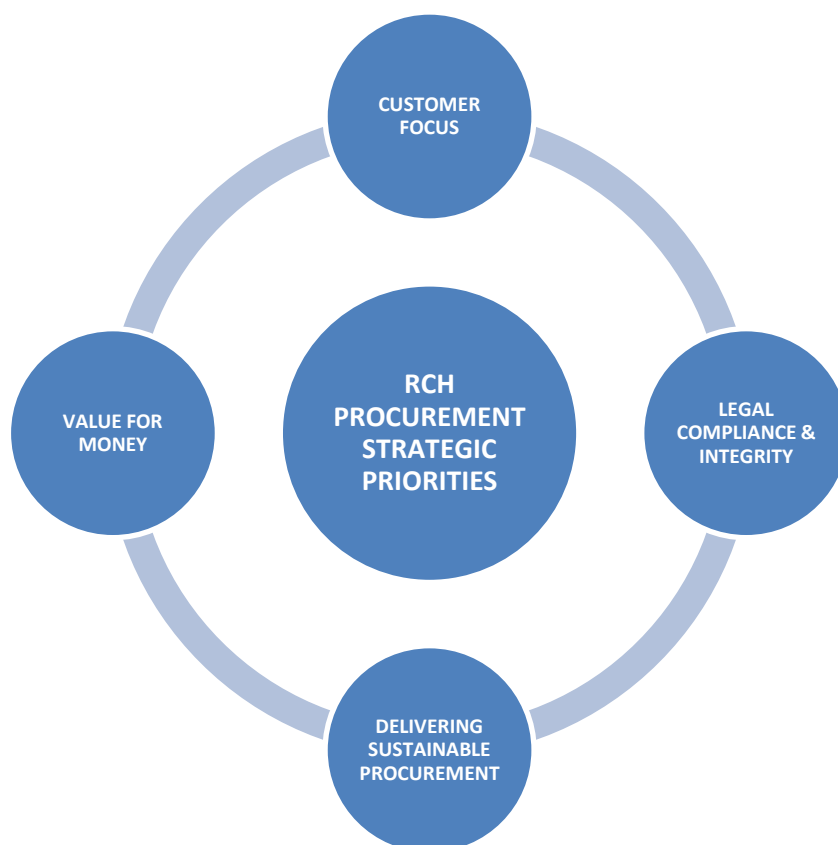 CUSTOMER
FOCUS
RCH
PROCUREMENT
STRATEGIC
PRIORITIES
VALUE FOR
MONEY
LEGAL
COMPLIANCE &
INTEGRITY
DELIVERING
SUSTAINABLE
PROCUREMENT